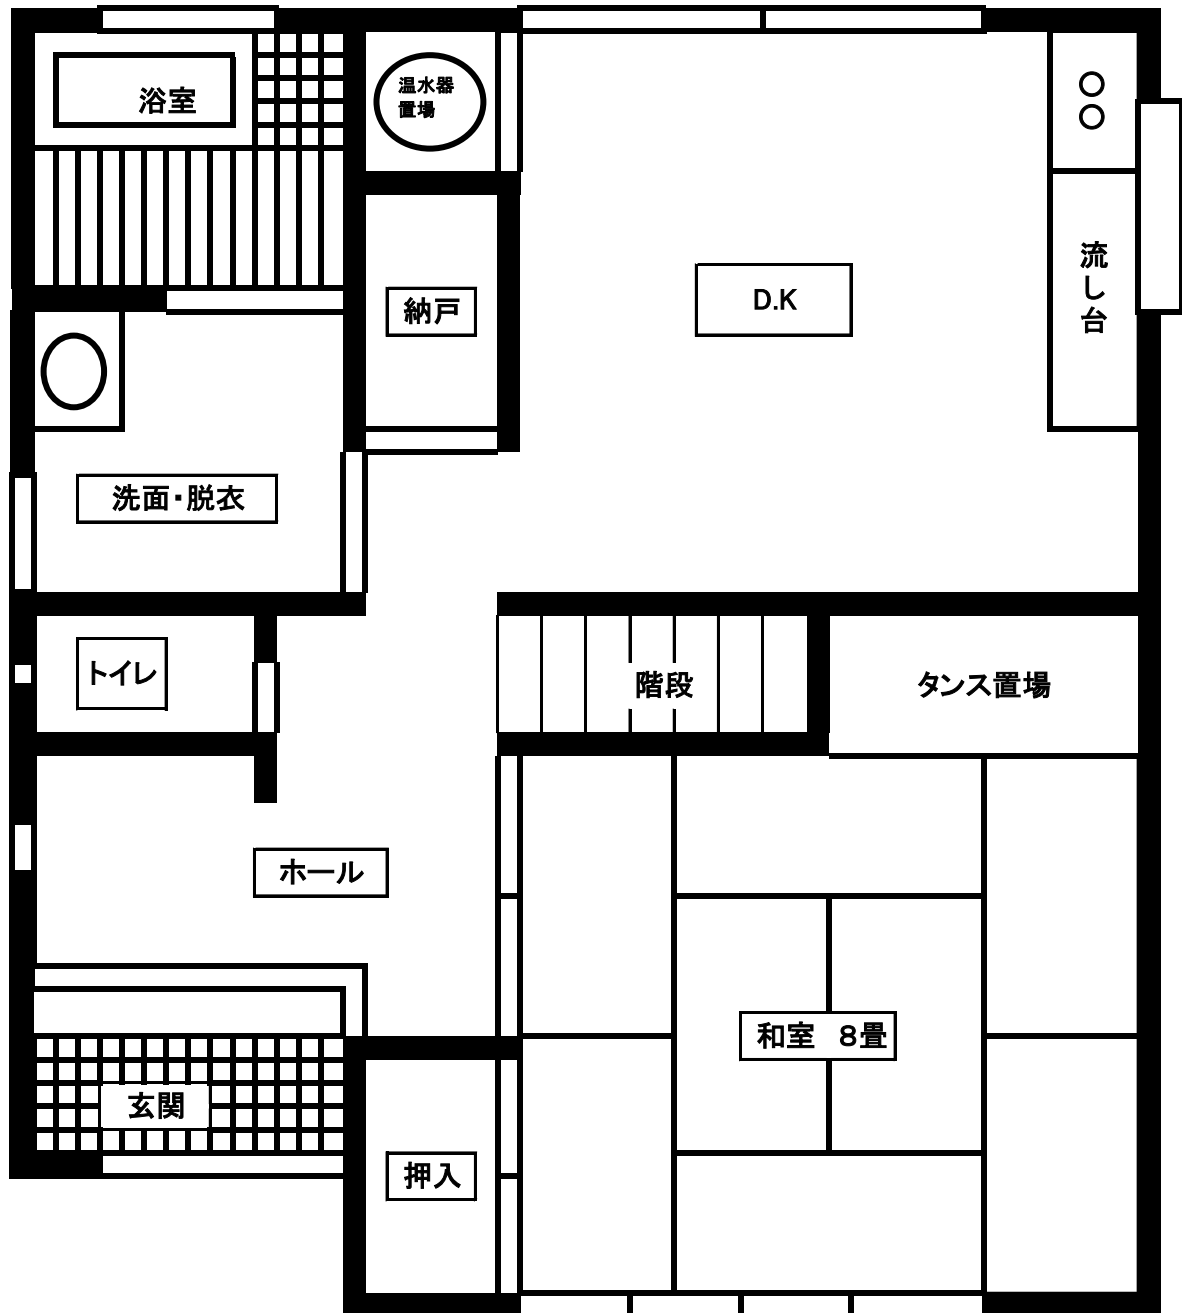 浴室
温水器
置場
D.K
流し台
納戸
洗面・脱衣
トイレ
階段
タンス置場
ホール
和室　８畳
玄関
押入